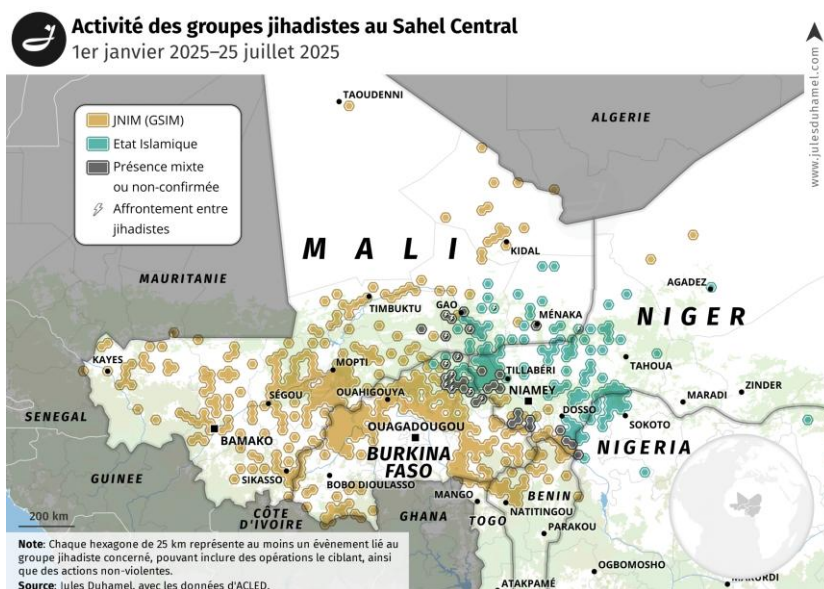 Activité des groupes jihadistes au Sahel Central
1er janvier 2025–25 juillet 2025
www.julesduhamel.com
JNIM (GSIM)
Etat Islamique
Présence mixte
ou non-confirmée
Affrontement entre
jihadistes
TAOUDENNI
ALGERIE
MALI
KIDAL
MAURITANIE
AGADEZ
TIMBUKTU
GAO
MÉNAKA
NIGER
KAYES
MOPTI
TILLABÉRI
TAHOUA
OUAHIGOUYA
NIAMEY
ZINDER
SÉGOU
MARADI
DOSSO
SENEGAL
OUAGADOUGOU
SOKOTO
BAMAKO
BURKINA
FASO
NIGERIA
GUINEE
SIKASSO
BOBO DIOULASSO
BENIN
MANGO
NATITINGOU
CÔTE
D'IVOIRE
GHANA
TOGO
PARAKOU
200 km
OGBOMOSHO
ATAKPAMÉ
MAKURDI
Note: Chaque hexagone de 25 km représente au moins un évènement lié au
groupe jihadiste concerné, pouvant inclure des opérations le ciblant, ainsi
que des actions non-violentes.
Source: Jules Duhamel, avec les données d'ACLED.